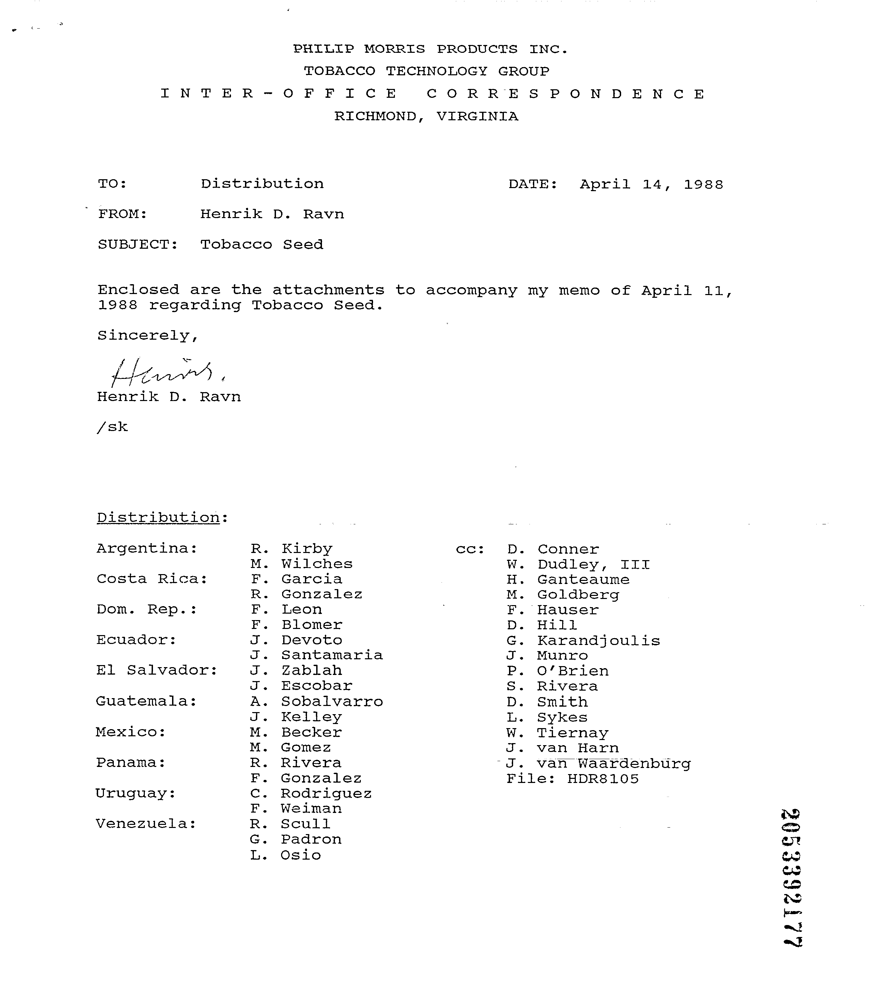 PHILIP MORRIS PRODUCTS INC.
TOBACCO TECHNOLOGY GROUP
I N T E R - O F F I C E   C O R R E S P O N D E N C E
RICHMOND, VIRGINIA
TO: Distribution DATE: April 14, 1988
FROM: Henrik D. Ravn
SUBJECT: Tobacco Seed
Enclosed are the attachments to accompany my memo of April 11,
1988 regarding Tobacco Seed.
Sincerely,
Henrik D. Ravn
/sk
Distribution:
Argentina: R. Kirby
M. Wilches
Costa Rica: F. Garcia
R. Gonzalez
Dom. Rep.: F. Leon
F. Blomer
Ecuador: J. Devoto
J. Santamaria
El Salvador: J. Zablah
J. Escobar
Guatemala: A. Sobalvarro
J. Kelley
Mexico: M. Becker
M. Gomez
Panama: R. Rivera
F. Gonzalez
Uruguay: C. Rodriguez
F. Weiman
Venezuela: R. Scull
G. Padron
L. Osio
cc: D. Conner
W. Dudley, III
H. Ganteaume
M. Goldberg
F. Hauser
D. Hill
G. Karandjoulis
J. Munro
P. O'Brien
S. Rivera
D. Smith
L. Sykes
W. Tiernay
J. van Harn
J. van Waardenburg
File: HDR8105
2053392177